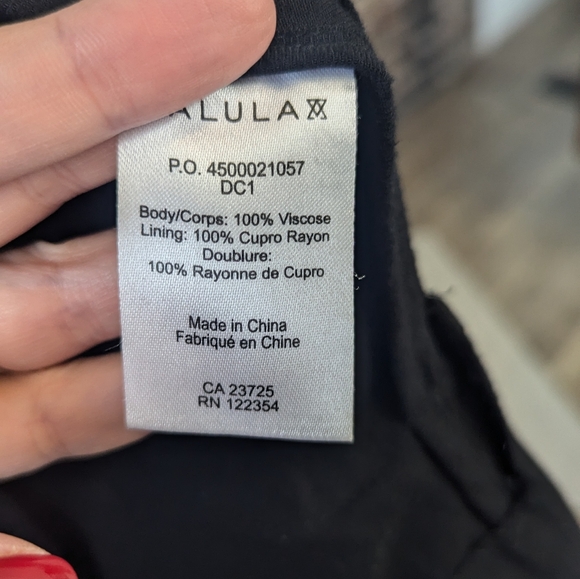 ALULA
P.O. 4500021057
DC1
Body/Corps: 100% Viscose
Lining: 100% Cupro Rayon
Doublure:
100% Rayonne de Cupro
Made in China
Fabriqué en Chine
CA 23725
RN 122354